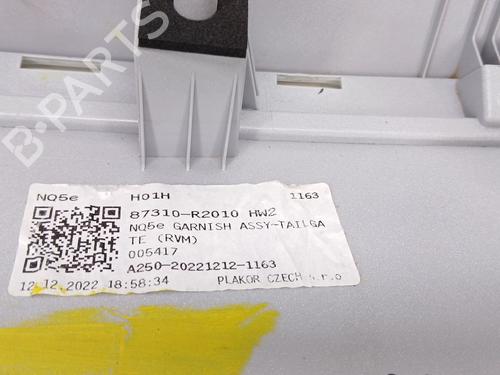 B-PARTS
NQ5e H01H 1163
87310-R2010 HW2
NQ5e GARNISH ASSY-TAILGA
TE (RVM)
005417
A250-20221212-1163
12.12.2022 18:58:34 PLAKOR CZECH s.r.o